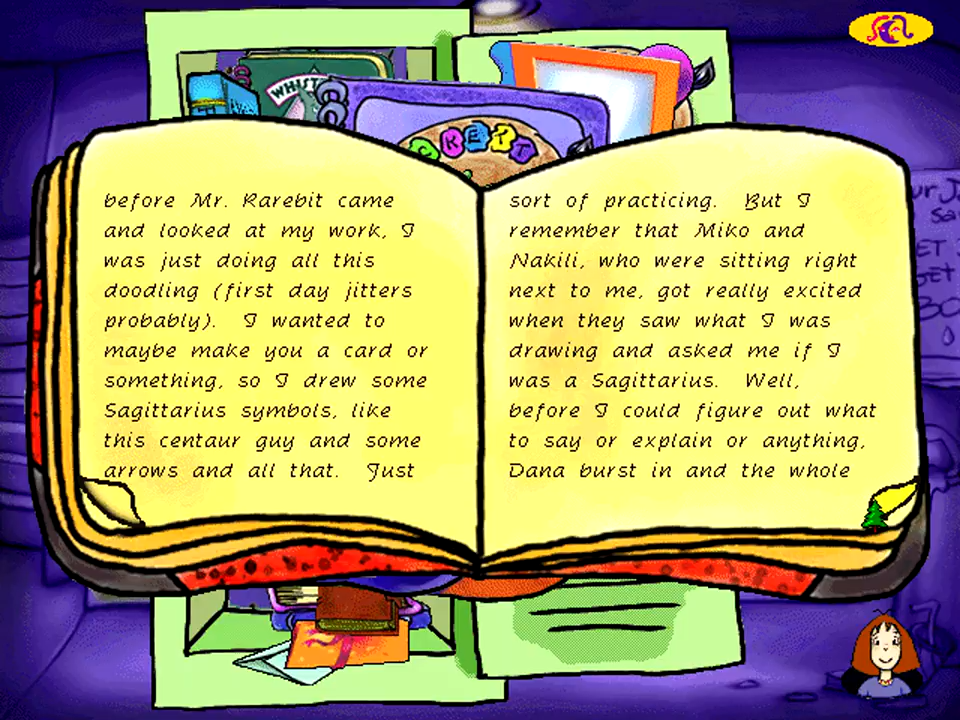 WHIST
CKETT
before Mr. Rarebit came
and looked at my work, I
was just doing all this
doodling (first day jitters
probably). I wanted to
maybe make you a card or
something, so I drew some
Sagittarius symbols, like
this centaur guy and some
arrows and all that. Just
sort of practicing. But I
remember that Miko and
Nakili, who were sitting right
next to me, got really excited
when they saw what I was
drawing and asked me if I
was a Sagittarius. Well,
before I could figure out what
to say or explain or anything,
Dana burst in and the whole